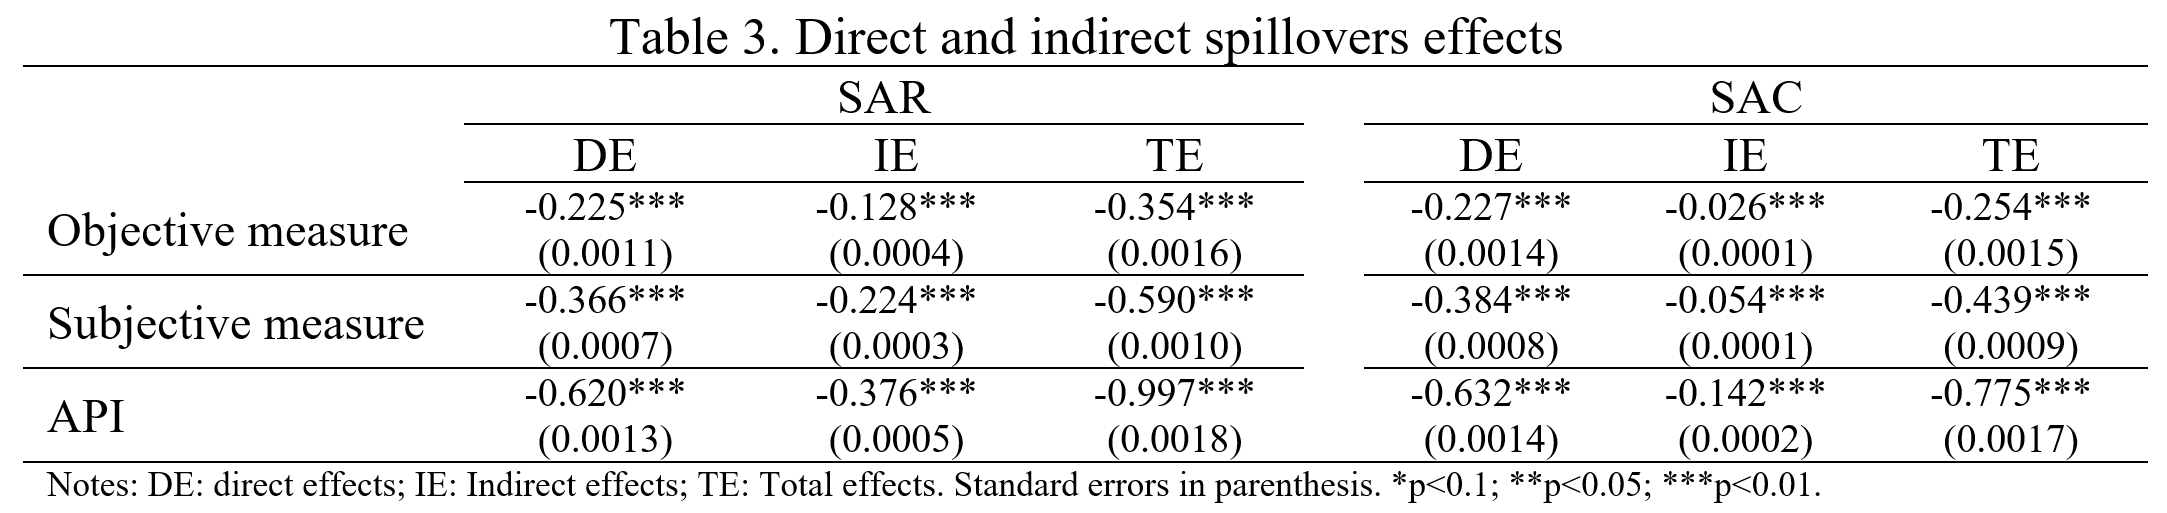 Table 3. Direct and indirect spillovers effects
SAR SAC
DE IE TE DE IE TE
Objective measure -0.225*** -0.128*** -0.354*** -0.227*** -0.026*** -0.254***
(0.0011) (0.0004) (0.0016) (0.0014) (0.0001) (0.0015)
Subjective measure -0.366*** -0.224*** -0.590*** -0.384*** -0.054*** -0.439***
(0.0007) (0.0003) (0.0010) (0.0008) (0.0001) (0.0009)
API -0.620*** -0.376*** -0.997*** -0.632*** -0.142*** -0.775***
(0.0013) (0.0005) (0.0018) (0.0014) (0.0002) (0.0017)
Notes: DE: direct effects; IE: Indirect effects; TE: Total effects. Standard errors in parenthesis. *p<0.1; **p<0.05; ***p<0.01.